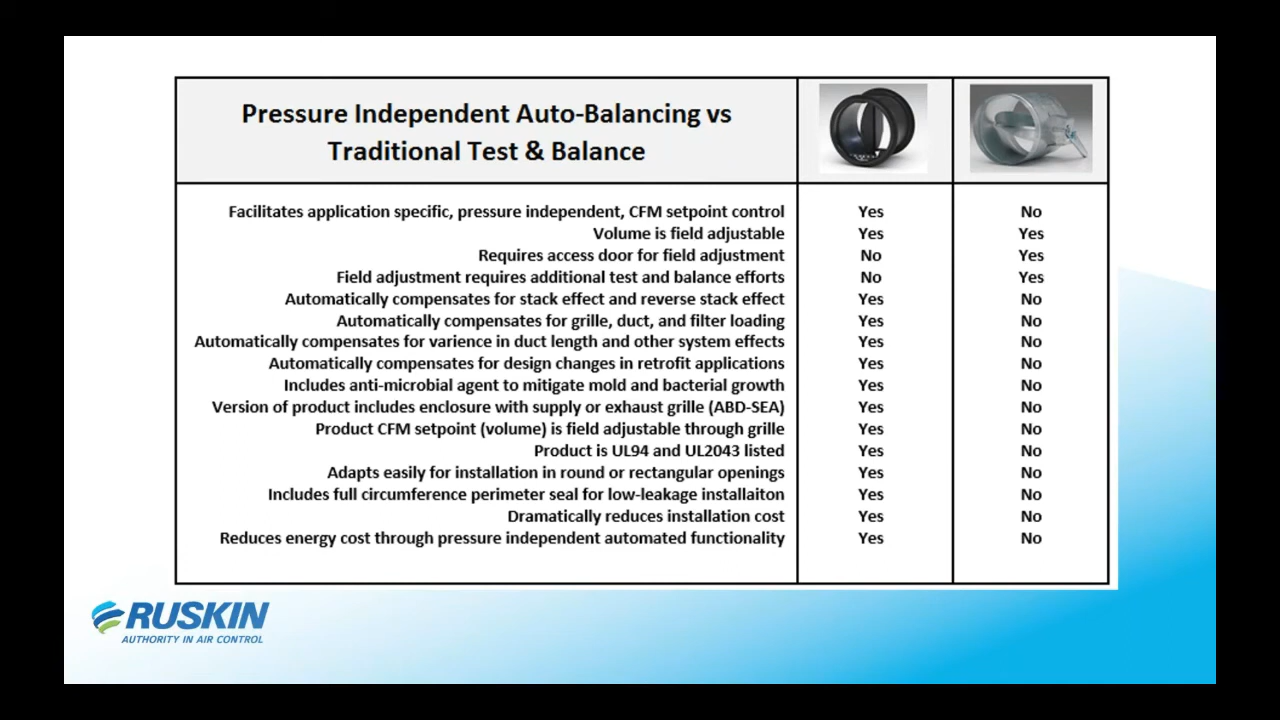 Pressure Independent Auto-Balancing vs
Traditional Test & Balance
Facilitates application specific, pressure independent, CFM setpoint control Yes No
Volume is field adjustable Yes Yes
Requires access door for field adjustment No Yes
Field adjustment requires additional test and balance efforts No Yes
Automatically compensates for stack effect and reverse stack effect Yes No
Automatically compensates for grille, duct, and filter loading Yes No
Automatically compensates for varience in duct length and other system effects Yes No
Automatically compensates for design changes in retrofit applications Yes No
Includes anti-microbial agent to mitigate mold and bacterial growth Yes No
Version of product includes enclosure with supply or exhaust grille (ABD-SEA) Yes No
Product CFM setpoint (volume) is field adjustable through grille Yes No
Product is UL94 and UL2043 listed Yes No
Adapts easily for installation in round or rectangular openings Yes No
Includes full circumference perimeter seal for low-leakage installaiton Yes No
Dramatically reduces installation cost Yes No
Reduces energy cost through pressure independent automated functionality Yes No
RUSKIN
AUTHORITY IN AIR CONTROL